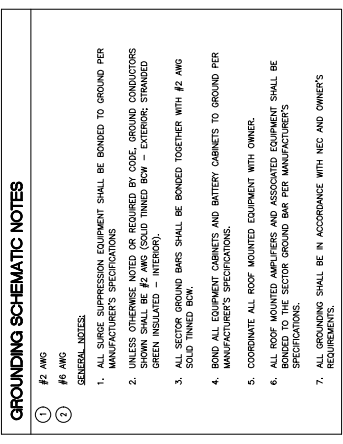 GROUNDING SCHEMATIC NOTES
1 #2 AWG
2 #6 AWG
GENERAL NOTES:
1. ALL SURGE SUPPRESSION EQUIPMENT SHALL BE BONDED TO GROUND PER
MANUFACTURER'S SPECIFICATIONS
2. UNLESS OTHERWISE NOTED OR REQUIRED BY CODE, GROUND CONDUCTORS
SHOWN SHALL BE #2 AWG (SOLID TINNED BCW – EXTERIOR; STRANDED
GREEN INSULATED – INTERIOR).
3. ALL SECTOR GROUND BARS SHALL BE BONDED TOGETHER WITH #2 AWG
SOLID TINNED BCW.
4. BOND ALL EQUIPMENT CABINETS AND BATTERY CABINETS TO GROUND PER
MANUFACTURER'S SPECIFICATIONS.
5. COORDINATE ALL ROOF MOUNTED EQUIPMENT WITH OWNER.
6. ALL ROOF MOUNTED AMPLIFIERS AND ASSOCIATED EQUIPMENT SHALL BE
BONDED TO THE SECTOR GROUND BAR PER MANUFACTURER'S
SPECIFICATIONS.
7. ALL GROUNDING SHALL BE IN ACCORDANCE WITH NEC AND OWNER'S
REQUIREMENTS.